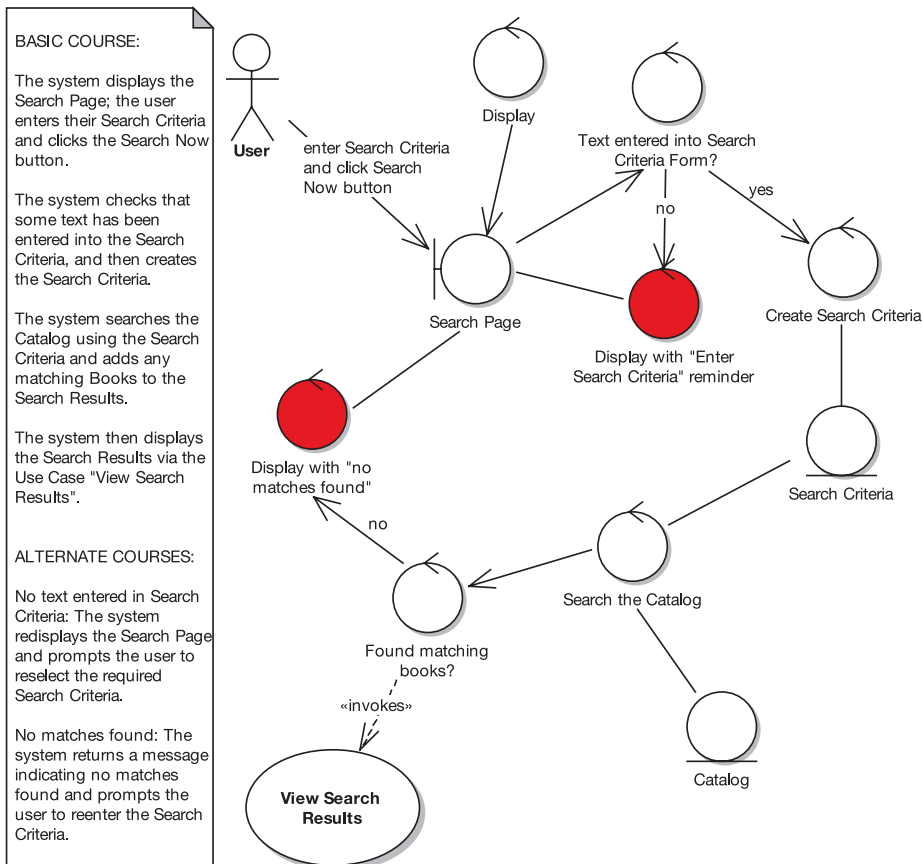 BASIC COURSE:
The system displays the
Search Page; the user
enters their Search Criteria
and clicks the Search Now
button.
The system checks that
some text has been
entered into the Search
Criteria, and then creates
the Search Criteria.
The system searches the
Catalog using the Search
Criteria and adds any
matching Books to the
Search Results.
The system then displays
the Search Results via the
Use Case "View Search
Results".
ALTERNATE COURSES:
No text entered in Search
Criteria: The system
redisplays the Search Page
and prompts the user to
reselect the required
Search Criteria.
No matches found: The
system returns a message
indicating no matches
found and prompts the
user to reenter the Search
Criteria.
User
enter Search Criteria
and click Search
Now button
Display
Text entered into Search
Criteria Form?
no
yes
Search Page
Display with "Enter
Search Criteria" reminder
Create Search Criteria
Display with "no
matches found"
Search Criteria
no
Search the Catalog
Found matching
books?
«invokes»
View Search
Results
Catalog